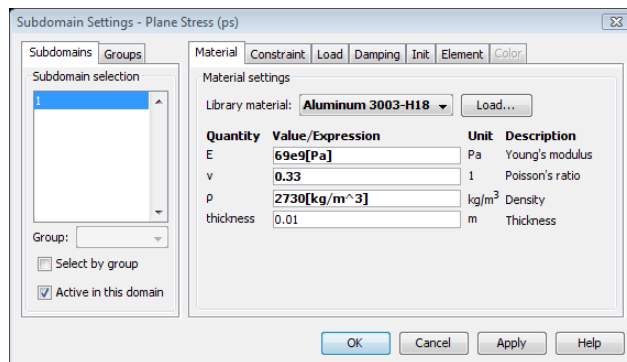 Subdomain Settings - Plane Stress (ps)
Subdomains Groups
Subdomain selection
1
Group:
Select by group
Active in this domain
Material Constraint Load Damping Init Element Color
Material settings
Library material: Aluminum 3003-H18 Load...
Quantity Value/Expression Unit Description
E 69e9[Pa] Pa Young's modulus
ν 0.33 1 Poisson's ratio
ρ 2730[kg/m^3] kg/m³ Density
thickness 0.01 m Thickness
OK Cancel Apply Help